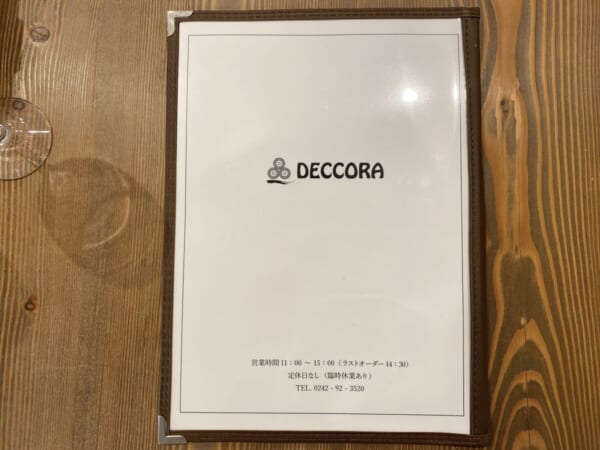 DECCORA
営業時間 11:00 ～ 15:00(ラストオーダー 14:30)
定休日なし(臨時休業あり)
TEL. 0242 - 92 - 3520